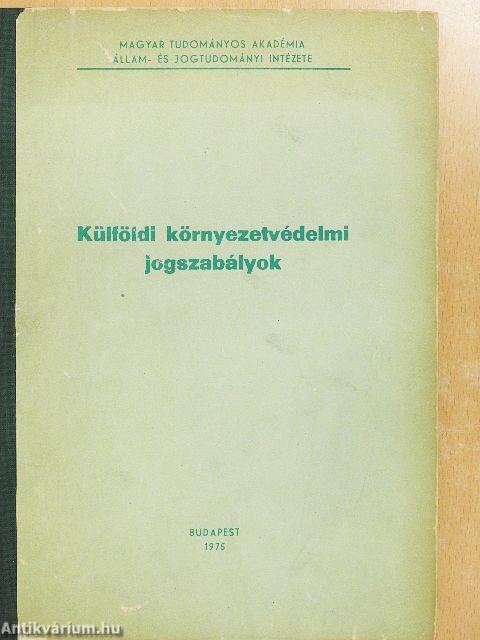 MAGYAR TUDOMÁNYOS AKADÉMIA
ÁLLAM- ÉS JOGTUDOMÁNYI INTÉZETE
Külföldi környezetvédelmi
jogszabályok
BUDAPEST
1975
Antikvárium.hu